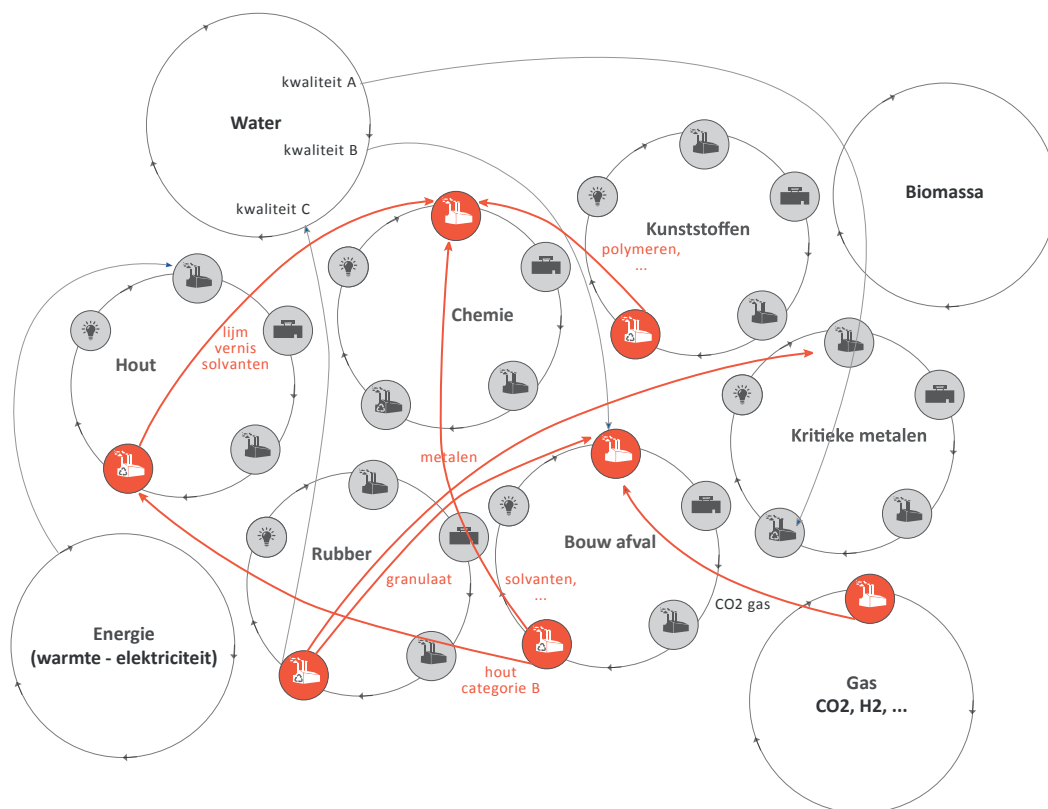 kwaliteit A
Water
kwaliteit B
kwaliteit C
Biomassa
Kunststoffen
polymeren,
...
Chemie
lijm
vernis
solvanten
Hout
Kritieke metalen
metalen
Rubber
Bouw afval
granulaat
solvanten,
...
CO2 gas
Energie
(warmte - elektriciteit)
hout
categorie B
Gas
CO2, H2, ...